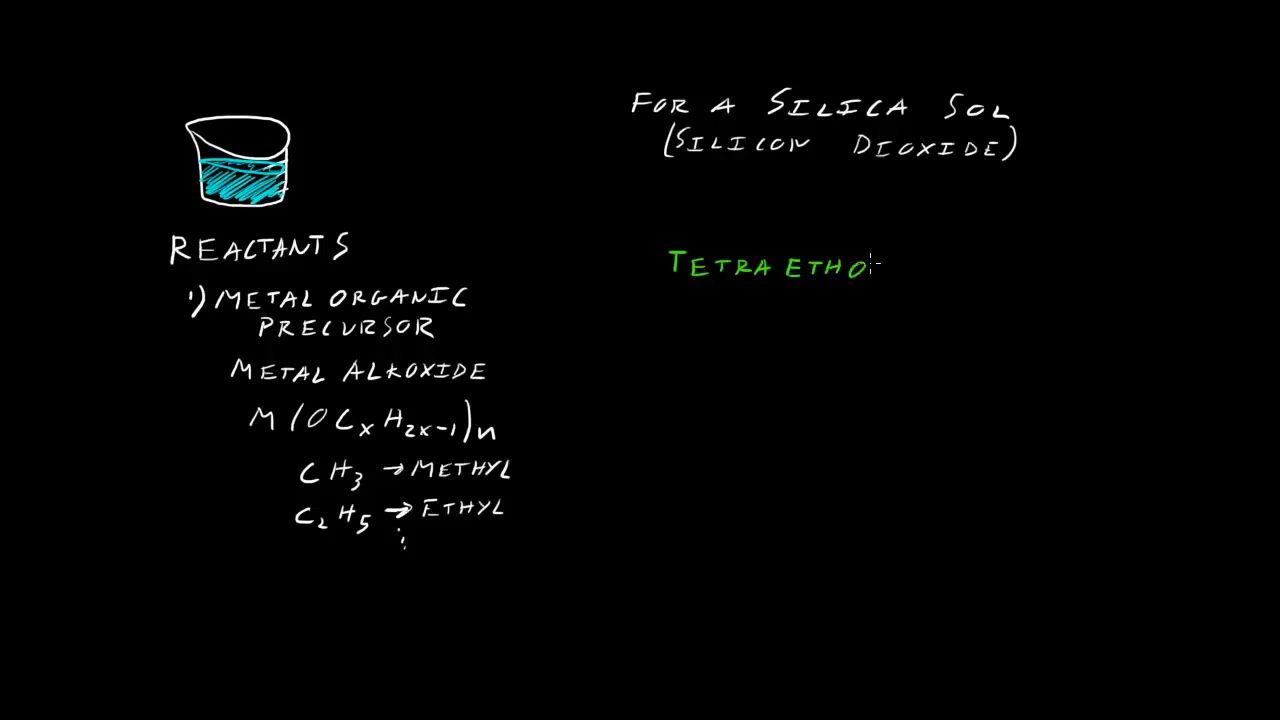 FOR A SILICA SOL
(SILICON DIOXIDE)
REACTANTS
1) METAL ORGANIC
PRECURSOR
METAL ALKOXIDE
M(OCₓH₂ₓ₋₁)ₙ
CH₃ → METHYL
C₂H₅ → ETHYL
⋮
TETRA ETHO